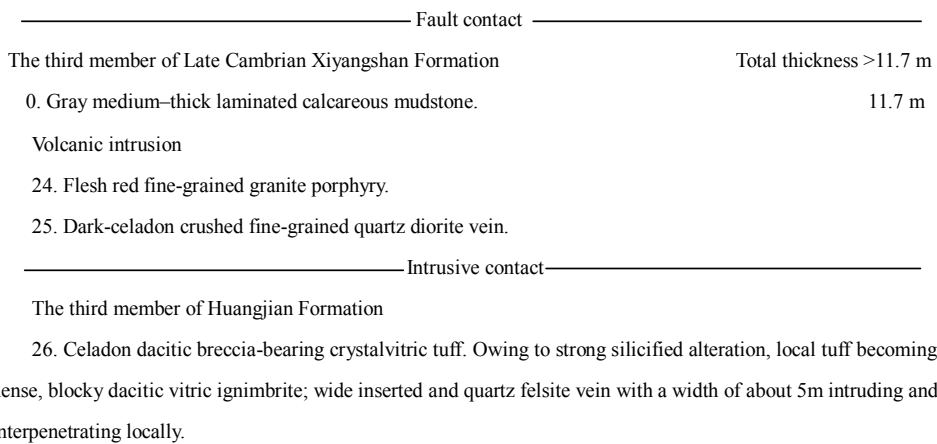 Fault contact
The third member of Late Cambrian Xiyangshan Formation Total thickness >11.7 m
0. Gray medium–thick laminated calcareous mudstone. 11.7 m
Volcanic intrusion
24. Flesh red fine-grained granite porphyry.
25. Dark-celadon crushed fine-grained quartz diorite vein.
Intrusive contact
The third member of Huangjian Formation
26. Celadon dacitic breccia-bearing crystalvitric tuff. Owing to strong silicified alteration, local tuff becoming
ense, blocky dacitic vitric ignimbrite; wide inserted and quartz felsite vein with a width of about 5m intruding and
nterpenetrating locally.